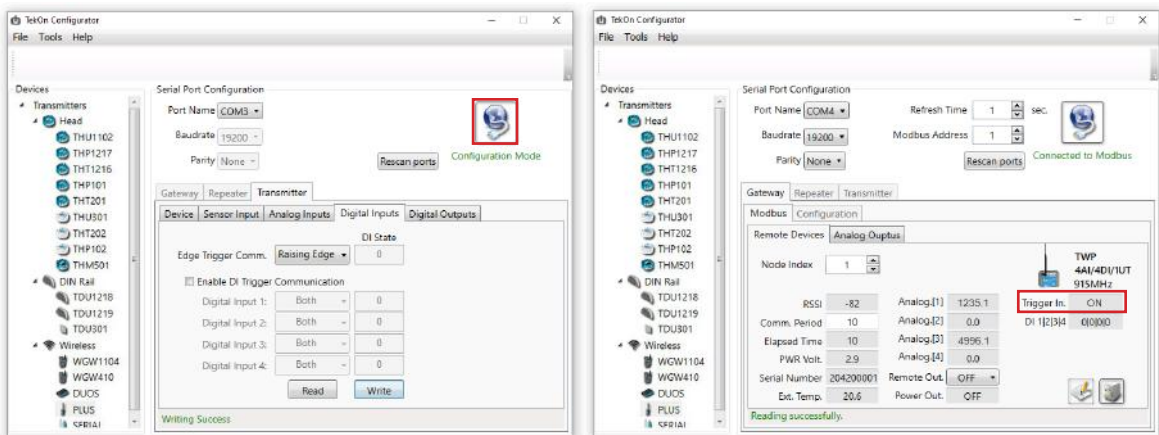 TekOn Configurator
File Tools Help
Devices
Transmitters
Head
THU1102
THP1217
THT1216
THP101
THT201
THU301
THT202
THP102
THM501
DIN Rail
TDU1218
TDU1219
TDU301
Wireless
WGW1104
WGW410
DUOS
PLUS
SERIAL
Serial Port Configuration
Port Name COM3
Baudrate 19200
Parity None
Rescan ports
Configuration Mode
Gateway Repeater Transmitter
Device Sensor Input Analog Inputs Digital Inputs Digital Outputs
DI State
Edge Trigger Comm. Raising Edge 0
Enable DI Trigger Communication
Digital Input 1: Both 0
Digital Input 2: Both 0
Digital Input 3: Both 0
Digital Input 4: Both 0
Read Write
Writing Success
TekOn Configurator
File Tools Help
Devices
Transmitters
Head
THU1102
THP1217
THT1216
THP101
THT201
THU301
THT202
THP102
THM501
DIN Rail
TDU1218
TDU1219
TDU301
Wireless
WGW1104
WGW410
DUOS
PLUS
SERIAL
Serial Port Configuration
Port Name COM4 Refresh Time 1 sec.
Baudrate 19200 Modbus Address 1
Parity None Rescan ports Connected to Modbus
Gateway Repeater Transmitter
Modbus Configuration
Remote Devices Analog Ouptus
Node Index 1
TWP
4AI/4DI/1UT
915MHz
RSSI -82 Analog.[1] 1235.1 Trigger In. ON
Comm. Period 10 Analog.[2] 0.0 DI 1|2|3|4 0|0|0|0
Elapsed Time 10 Analog.[3] 4996.1
PWR Volt. 2.9 Analog.[4] 0.0
Serial Number 204200001 Remote Out. OFF
Ext. Temp. 20.6 Power Out. OFF
Reading successfully.